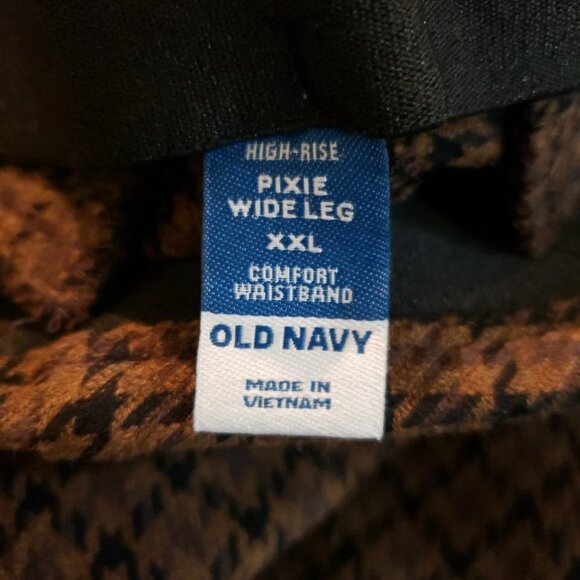 HIGH-RISE
PIXIE
WIDE LEG
XXL
COMFORT
WAISTBAND
OLD NAVY
MADE IN
VIETNAM